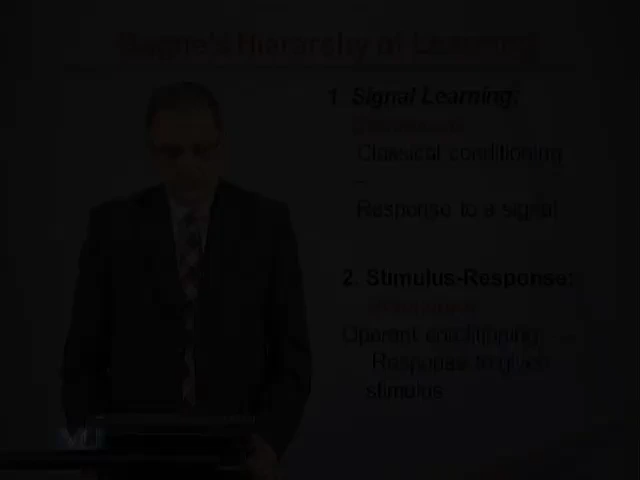 Gagne's Hierarchy of Learning
1. Signal Learning:
Classical conditioning
–
Response to a signal
2. Stimulus-Response:
Operant conditioning –
Response to given
stimulus